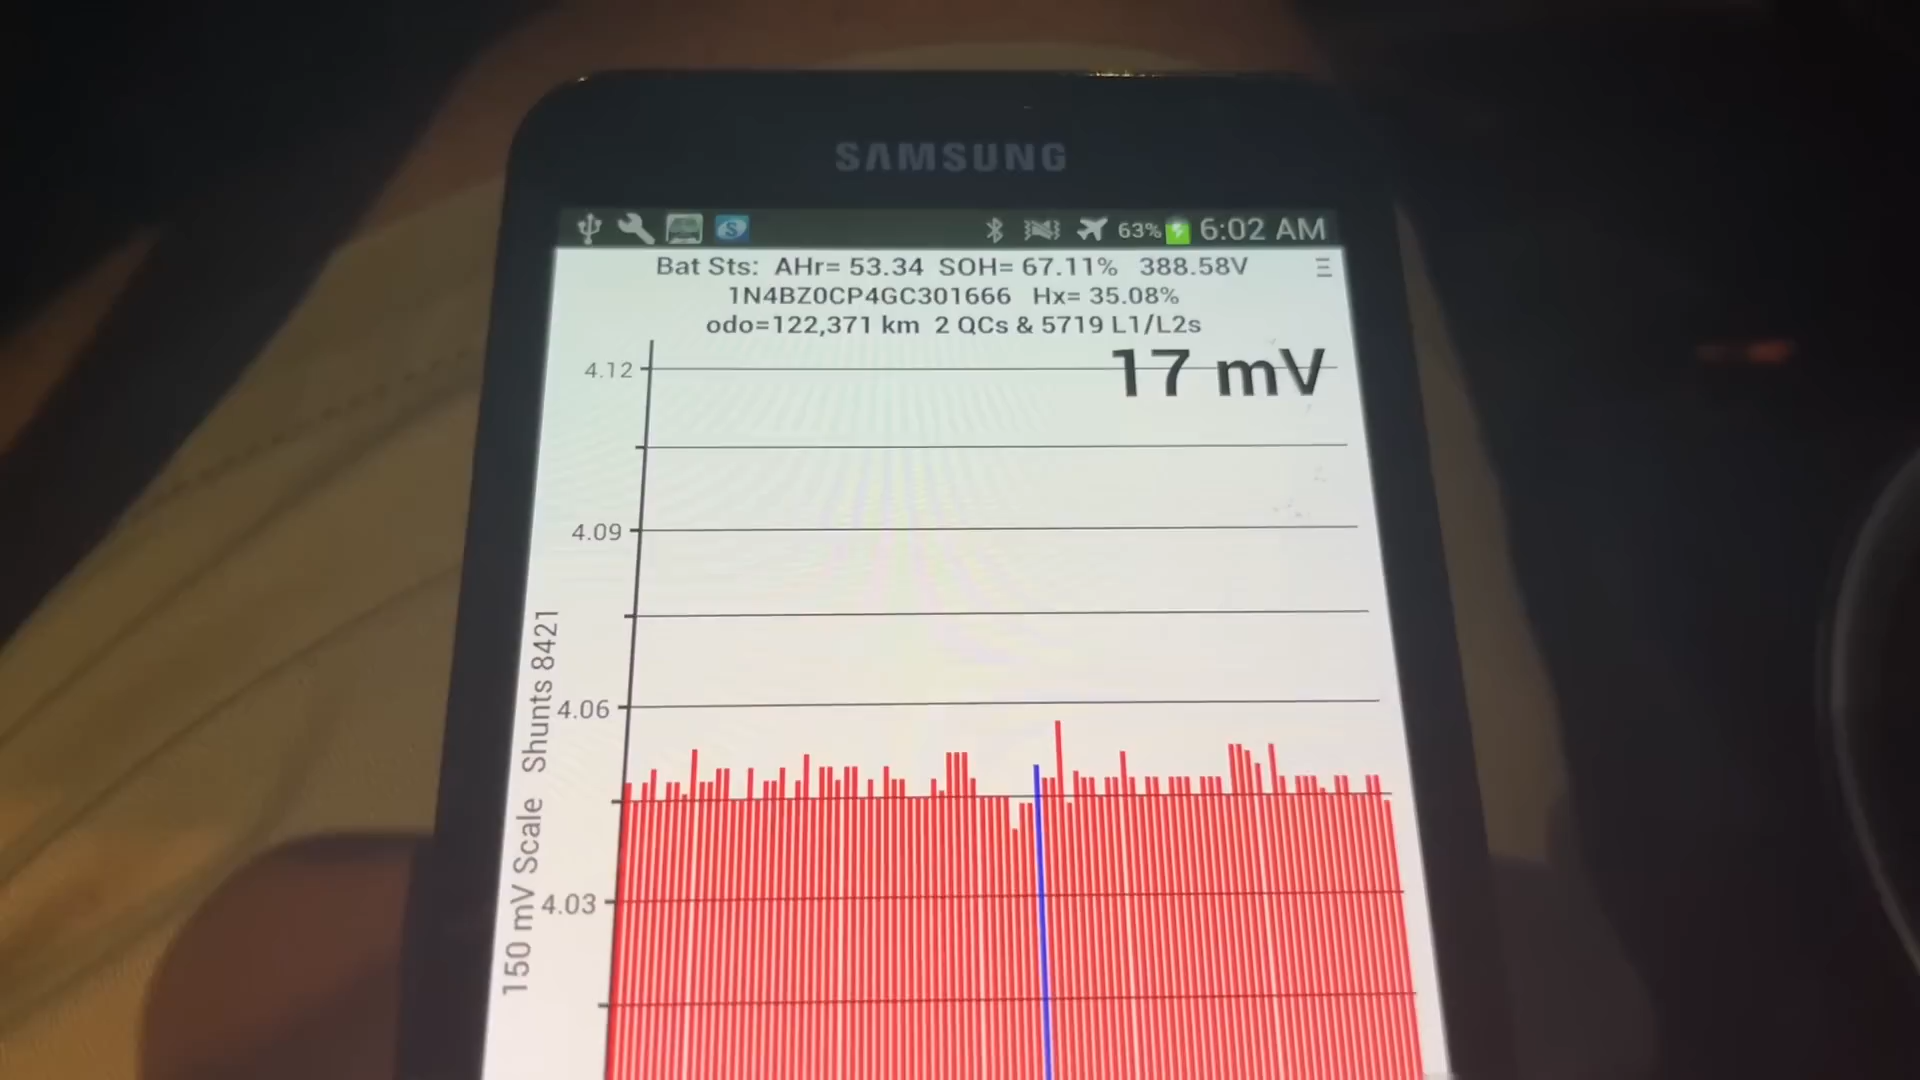 SAMSUNG
63% 6:02 AM
Bat Sts: AHr= 53.34 SOH= 67.11% 388.58V
1N4BZ0CP4GC301666 Hx= 35.08%
odo=122,371 km 2 QCs & 5719 L1/L2s
17 mV
4.12
4.09
4.06
4.03
150 mV Scale Shunts 8421